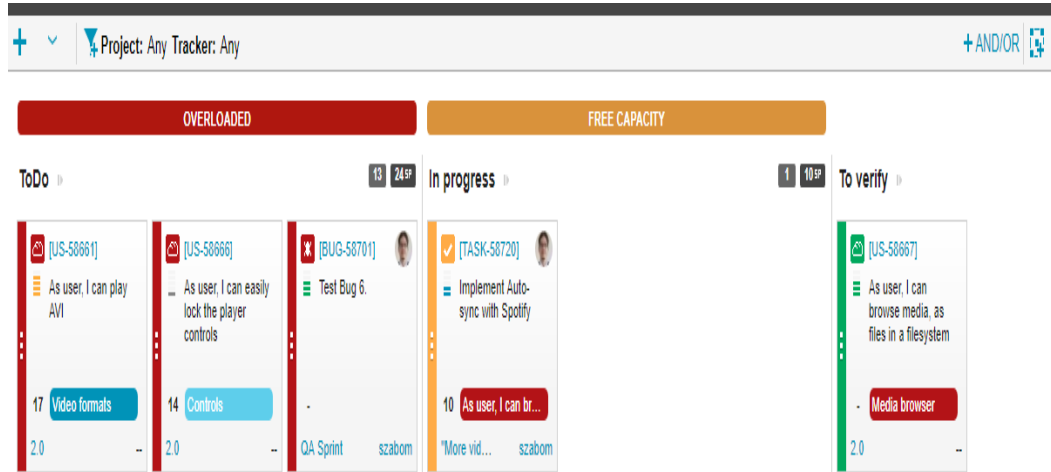 + Project: Any Tracker: Any + AND/OR
OVERLOADED FREE CAPACITY
ToDo 13 24 SP In progress 1 10 SP To verify
[US-58661] [US-58666] [BUG-58701] [TASK-58720] [US-58667]
As user, I can play
AVI
As user, I can easily
lock the player
controls
Test Bug 6.
Implement Auto-
sync with Spotify
As user, I can
browse media, as
files in a filesystem
17 Video formats 14 Controls - 10 As user, I can br... - Media browser
2.0 -- 2.0 -- QA Sprint szabom "More vid... szabom 2.0 --